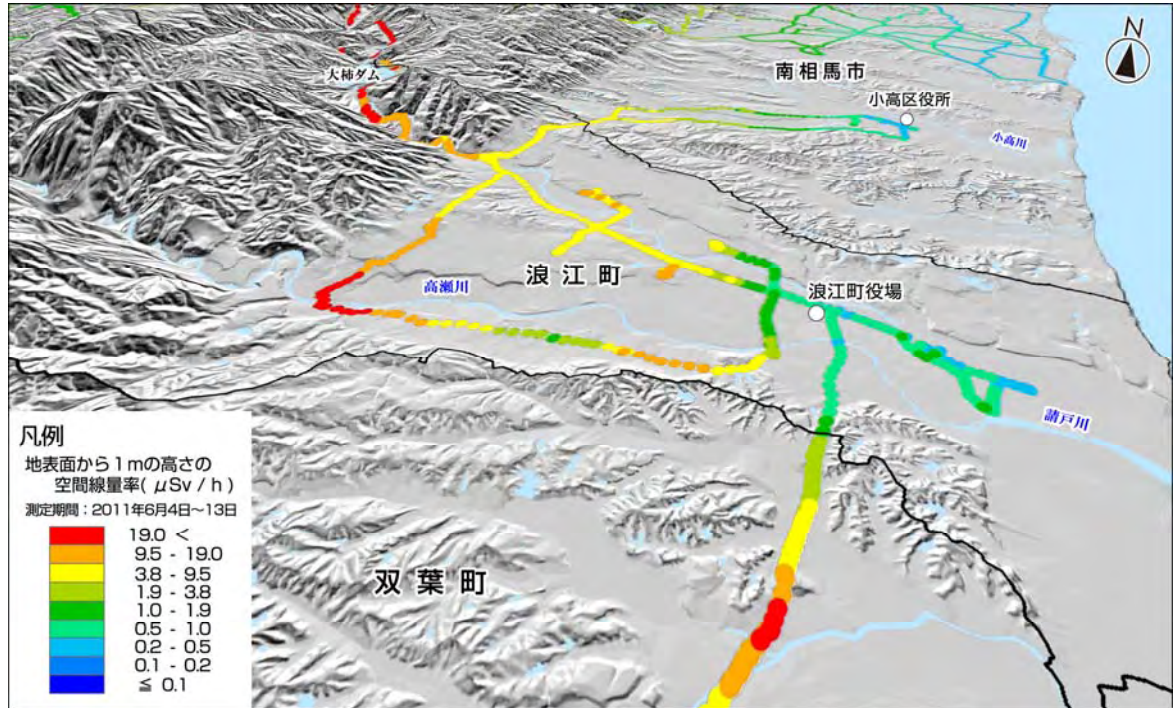 N
大柿ダム
南相馬市
小高区役所
小高川
浪江町
高瀬川
浪江町役場
請戸川
双葉町
凡例
地表面から1mの高さの
空間線量率( μSv / h )
測定期間：2011年6月4日～13日
19.0 <
9.5 - 19.0
3.8 - 9.5
1.9 - 3.8
1.0 - 1.9
0.5 - 1.0
0.2 - 0.5
0.1 - 0.2
≦ 0.1